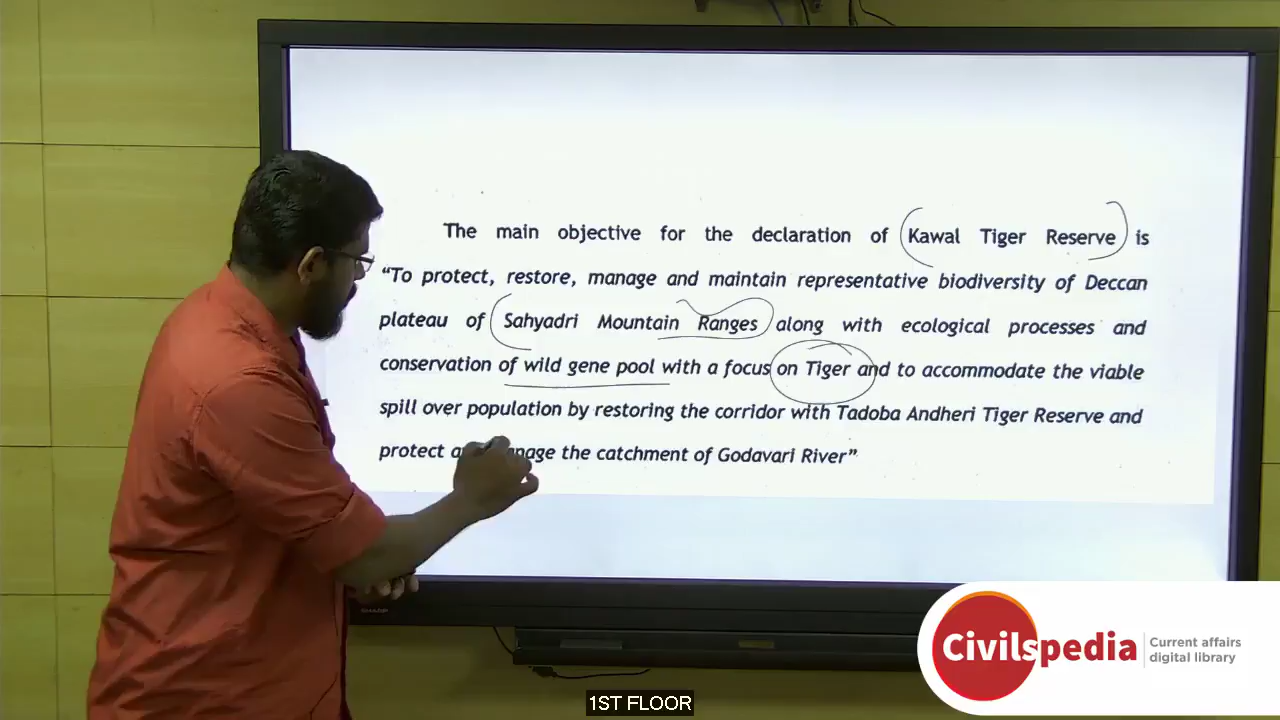 The main objective for the declaration of Kawal Tiger Reserve is
“To protect, restore, manage and maintain representative biodiversity of Deccan
plateau of Sahyadri Mountain Ranges along with ecological processes and
conservation of wild gene pool with a focus on Tiger and to accommodate the viable
spill over population by restoring the corridor with Tadoba Andheri Tiger Reserve and
protect the catchment of Godavari River”
Civilspedia
Current affairs
digital library
1ST FLOOR